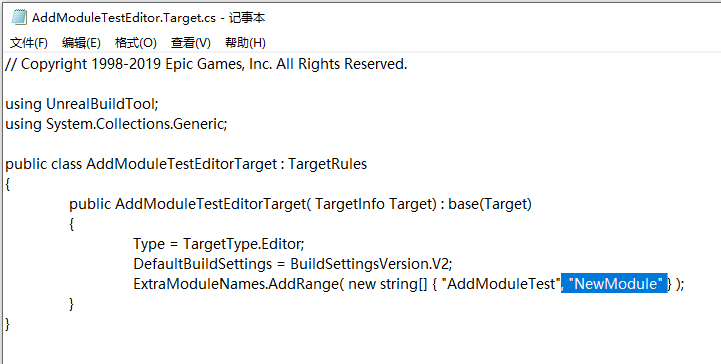 AddModuleTestEditor.Target.cs - 记事本
文件(F) 编辑(E) 格式(O) 查看(V) 帮助(H)
// Copyright 1998-2019 Epic Games, Inc. All Rights Reserved.
using UnrealBuildTool;
using System.Collections.Generic;
public class AddModuleTestEditorTarget : TargetRules
{
public AddModuleTestEditorTarget( TargetInfo Target) : base(Target)
{
Type = TargetType.Editor;
DefaultBuildSettings = BuildSettingsVersion.V2;
ExtraModuleNames.AddRange( new string[] { "AddModuleTest", "NewModule" } );
}
}